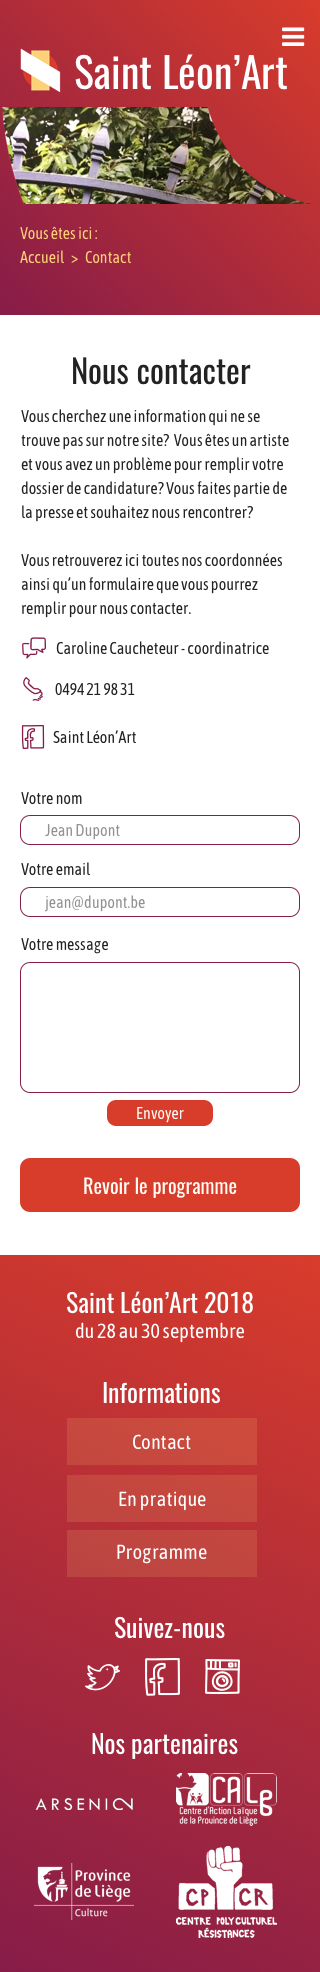 Saint Léon’Art
Vous êtes ici :
Accueil > Contact
Nous contacter
Vous cherchez une information qui ne se
trouve pas sur notre site? Vous êtes un artiste
et vous avez un problème pour remplir votre
dossier de candidature? Vous faites partie de
la presse et souhaitez nous rencontrer?
Vous retrouverez ici toutes nos coordonnées
ainsi qu’un formulaire que vous pourrez
remplir pour nous contacter.
Caroline Caucheteur - coordinatrice
0494 21 98 31
Saint Léon’Art
Votre nom
Jean Dupont
Votre email
jean@dupont.be
Votre message
Envoyer
Revoir le programme
Saint Léon’Art 2018
du 28 au 30 septembre
Informations
Contact
En pratique
Programme
Suivez-nous
Nos partenaires
ARSENIC2
CALg
Centre d’Action Laïque
de la Province de Liège
Province
de Liège
Culture
CPCR
CENTRE POLYCULTUREL
RÉSISTANCES